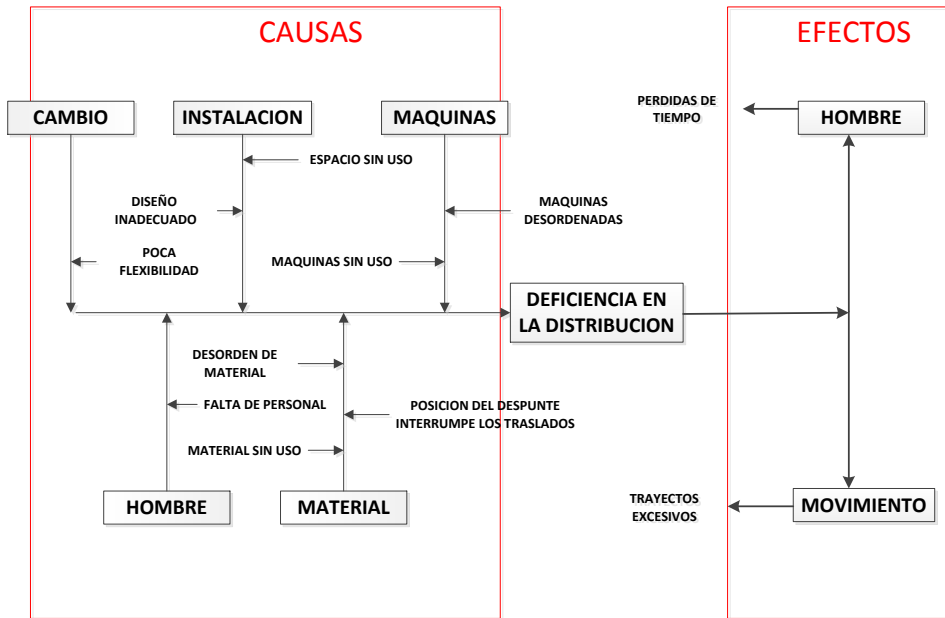 CAUSAS
EFECTOS
CAMBIO
INSTALACION
MAQUINAS
PERDIDAS DE
TIEMPO
HOMBRE
ESPACIO SIN USO
DISEÑO
INADECUADO
MAQUINAS
DESORDENADAS
POCA
FLEXIBILIDAD
MAQUINAS SIN USO
DEFICIENCIA EN
LA DISTRIBUCION
DESORDEN DE
MATERIAL
FALTA DE PERSONAL
POSICION DEL DESPUNTE
INTERRUMPE LOS TRASLADOS
MATERIAL SIN USO
HOMBRE
MATERIAL
TRAYECTOS
EXCESIVOS
MOVIMIENTO